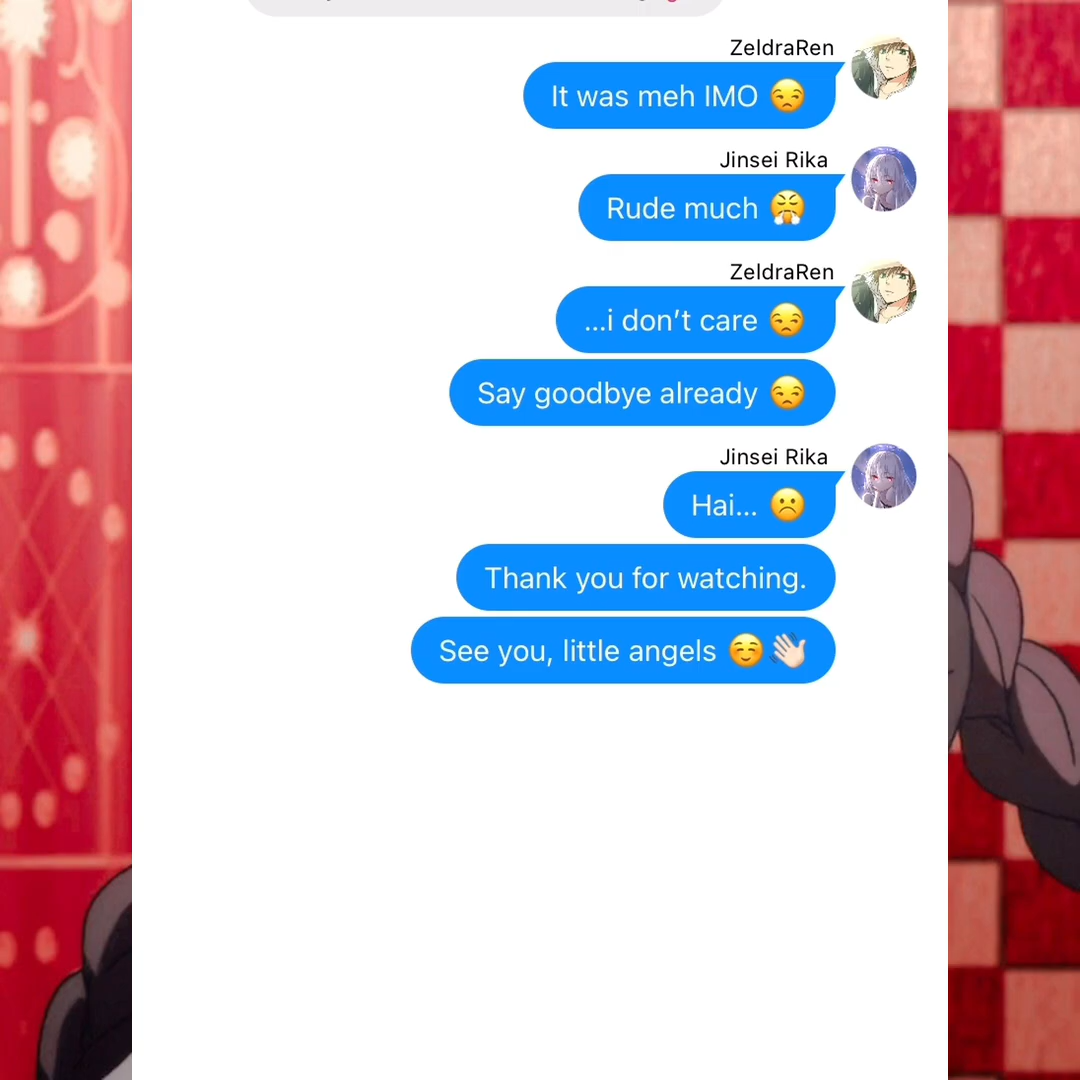 ZeldraRen
It was meh IMO 😒
Jinsei Rika
Rude much 😤
ZeldraRen
...i don't care 😒
Say goodbye already 😒
Jinsei Rika
Hai... ☹️
Thank you for watching.
See you, little angels ☺️👋🏻